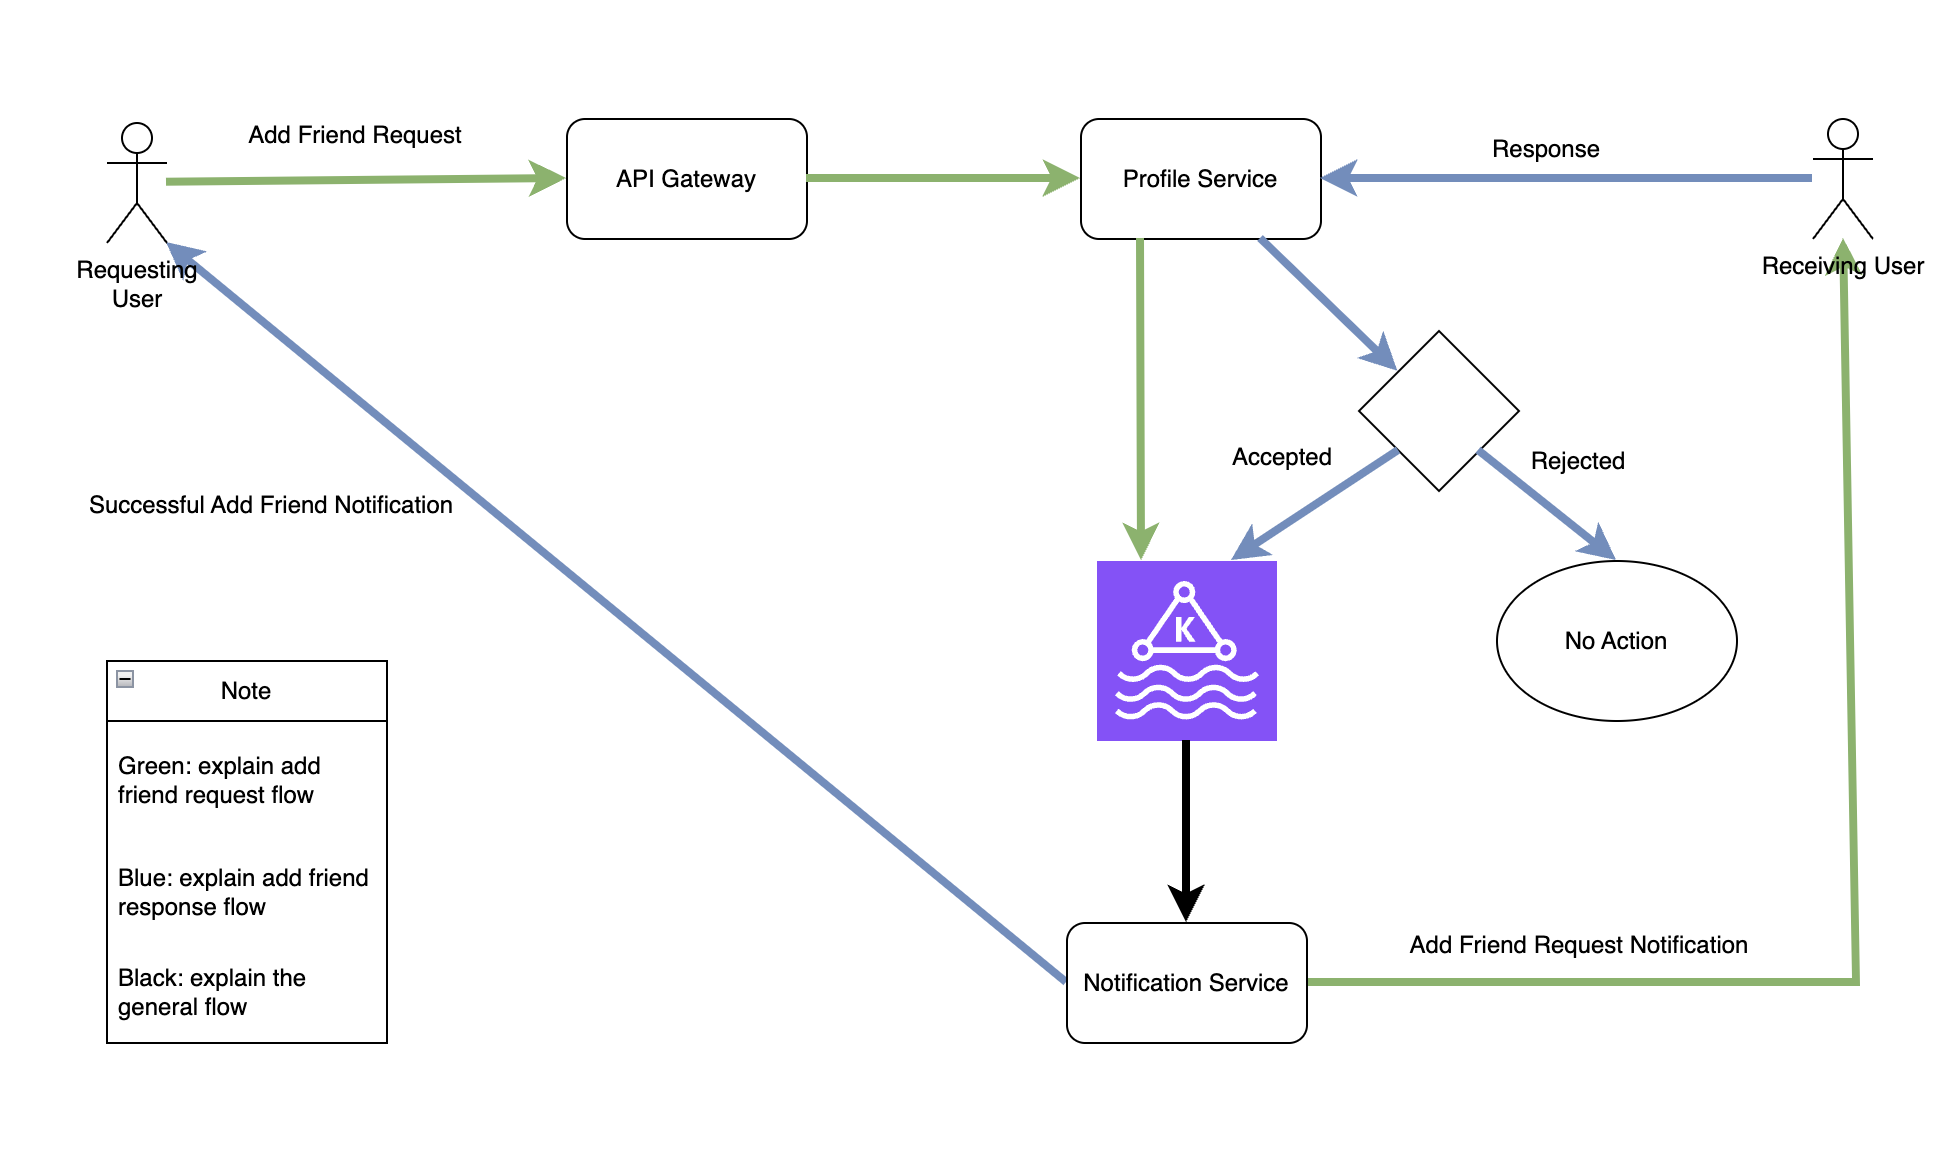 Add Friend Request
API Gateway
Profile Service
Response
Requesting
User
Receiving User
Accepted
Rejected
Successful Add Friend Notification
K
No Action
Note
Green: explain add
friend request flow
Blue: explain add friend
response flow
Black: explain the
general flow
Notification Service
Add Friend Request Notification